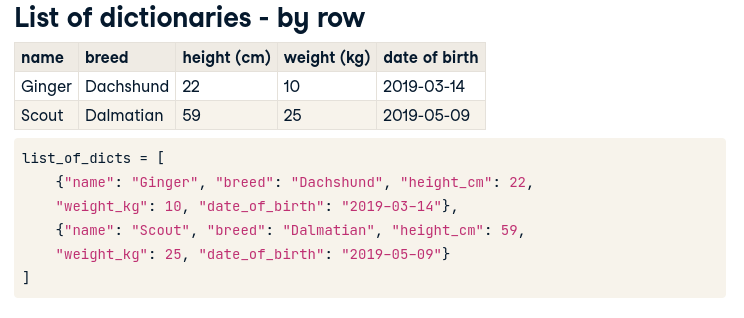 List of dictionaries - by row
name breed height (cm) weight (kg) date of birth
Ginger Dachshund 22 10 2019-03-14
Scout Dalmatian 59 25 2019-05-09
list_of_dicts = [
    {"name": "Ginger", "breed": "Dachshund", "height_cm": 22,
    "weight_kg": 10, "date_of_birth": "2019-03-14"},
    {"name": "Scout", "breed": "Dalmatian", "height_cm": 59,
    "weight_kg": 25, "date_of_birth": "2019-05-09"}
]